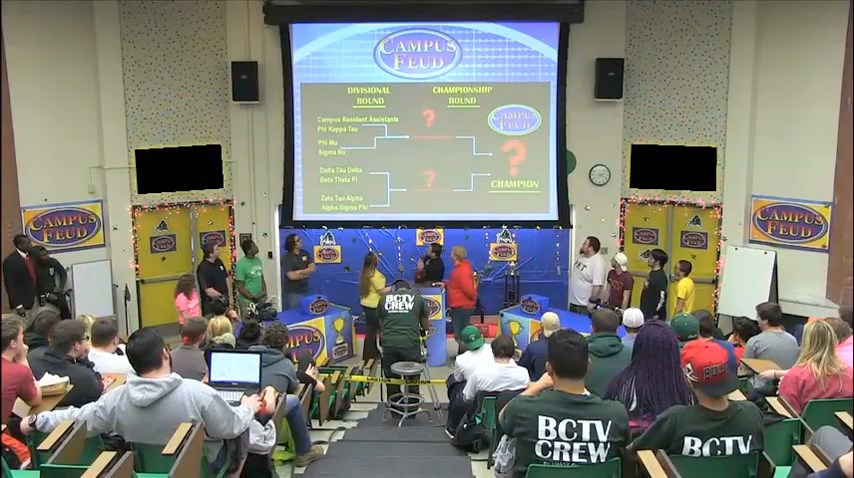 CAMPUS
FEUD
DIVISIONAL
ROUND
CHAMPIONSHIP
ROUND
Campus Resident Assistants
Phi Kappa Tau
Phi Mu
Sigma Nu
Delta Tau Delta
Beta Theta Pi
Zeta Tau Alpha
Alpha Sigma Phi
?
?
CAMPUS
FEUD
?
CHAMPION
CAMPUS
FEUD
CAMPUS
FEUD
CAMPUS
FEUD
BCTV
CREW
BCTV
CREW
BCTV